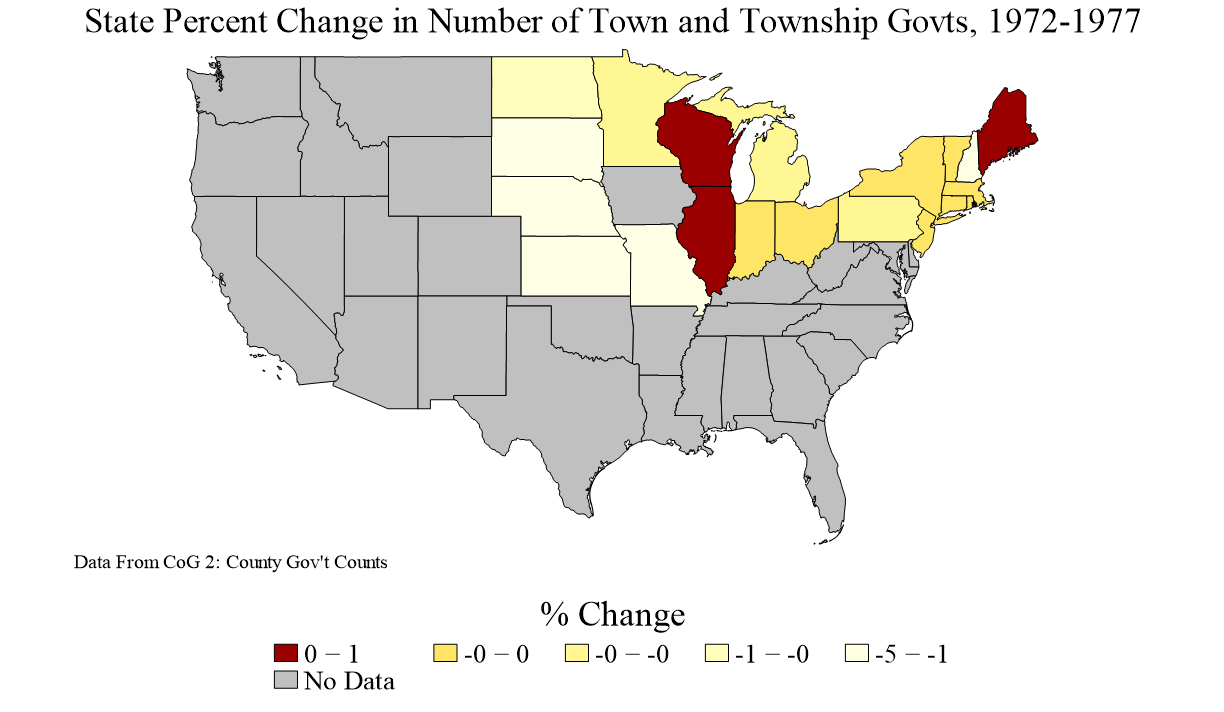 State Percent Change in Number of Town and Township Govts, 1972-1977
Data From CoG 2: County Gov't Counts
% Change
0 − 1 -0 − 0 -0 − -0 -1 − -0 -5 − -1
No Data